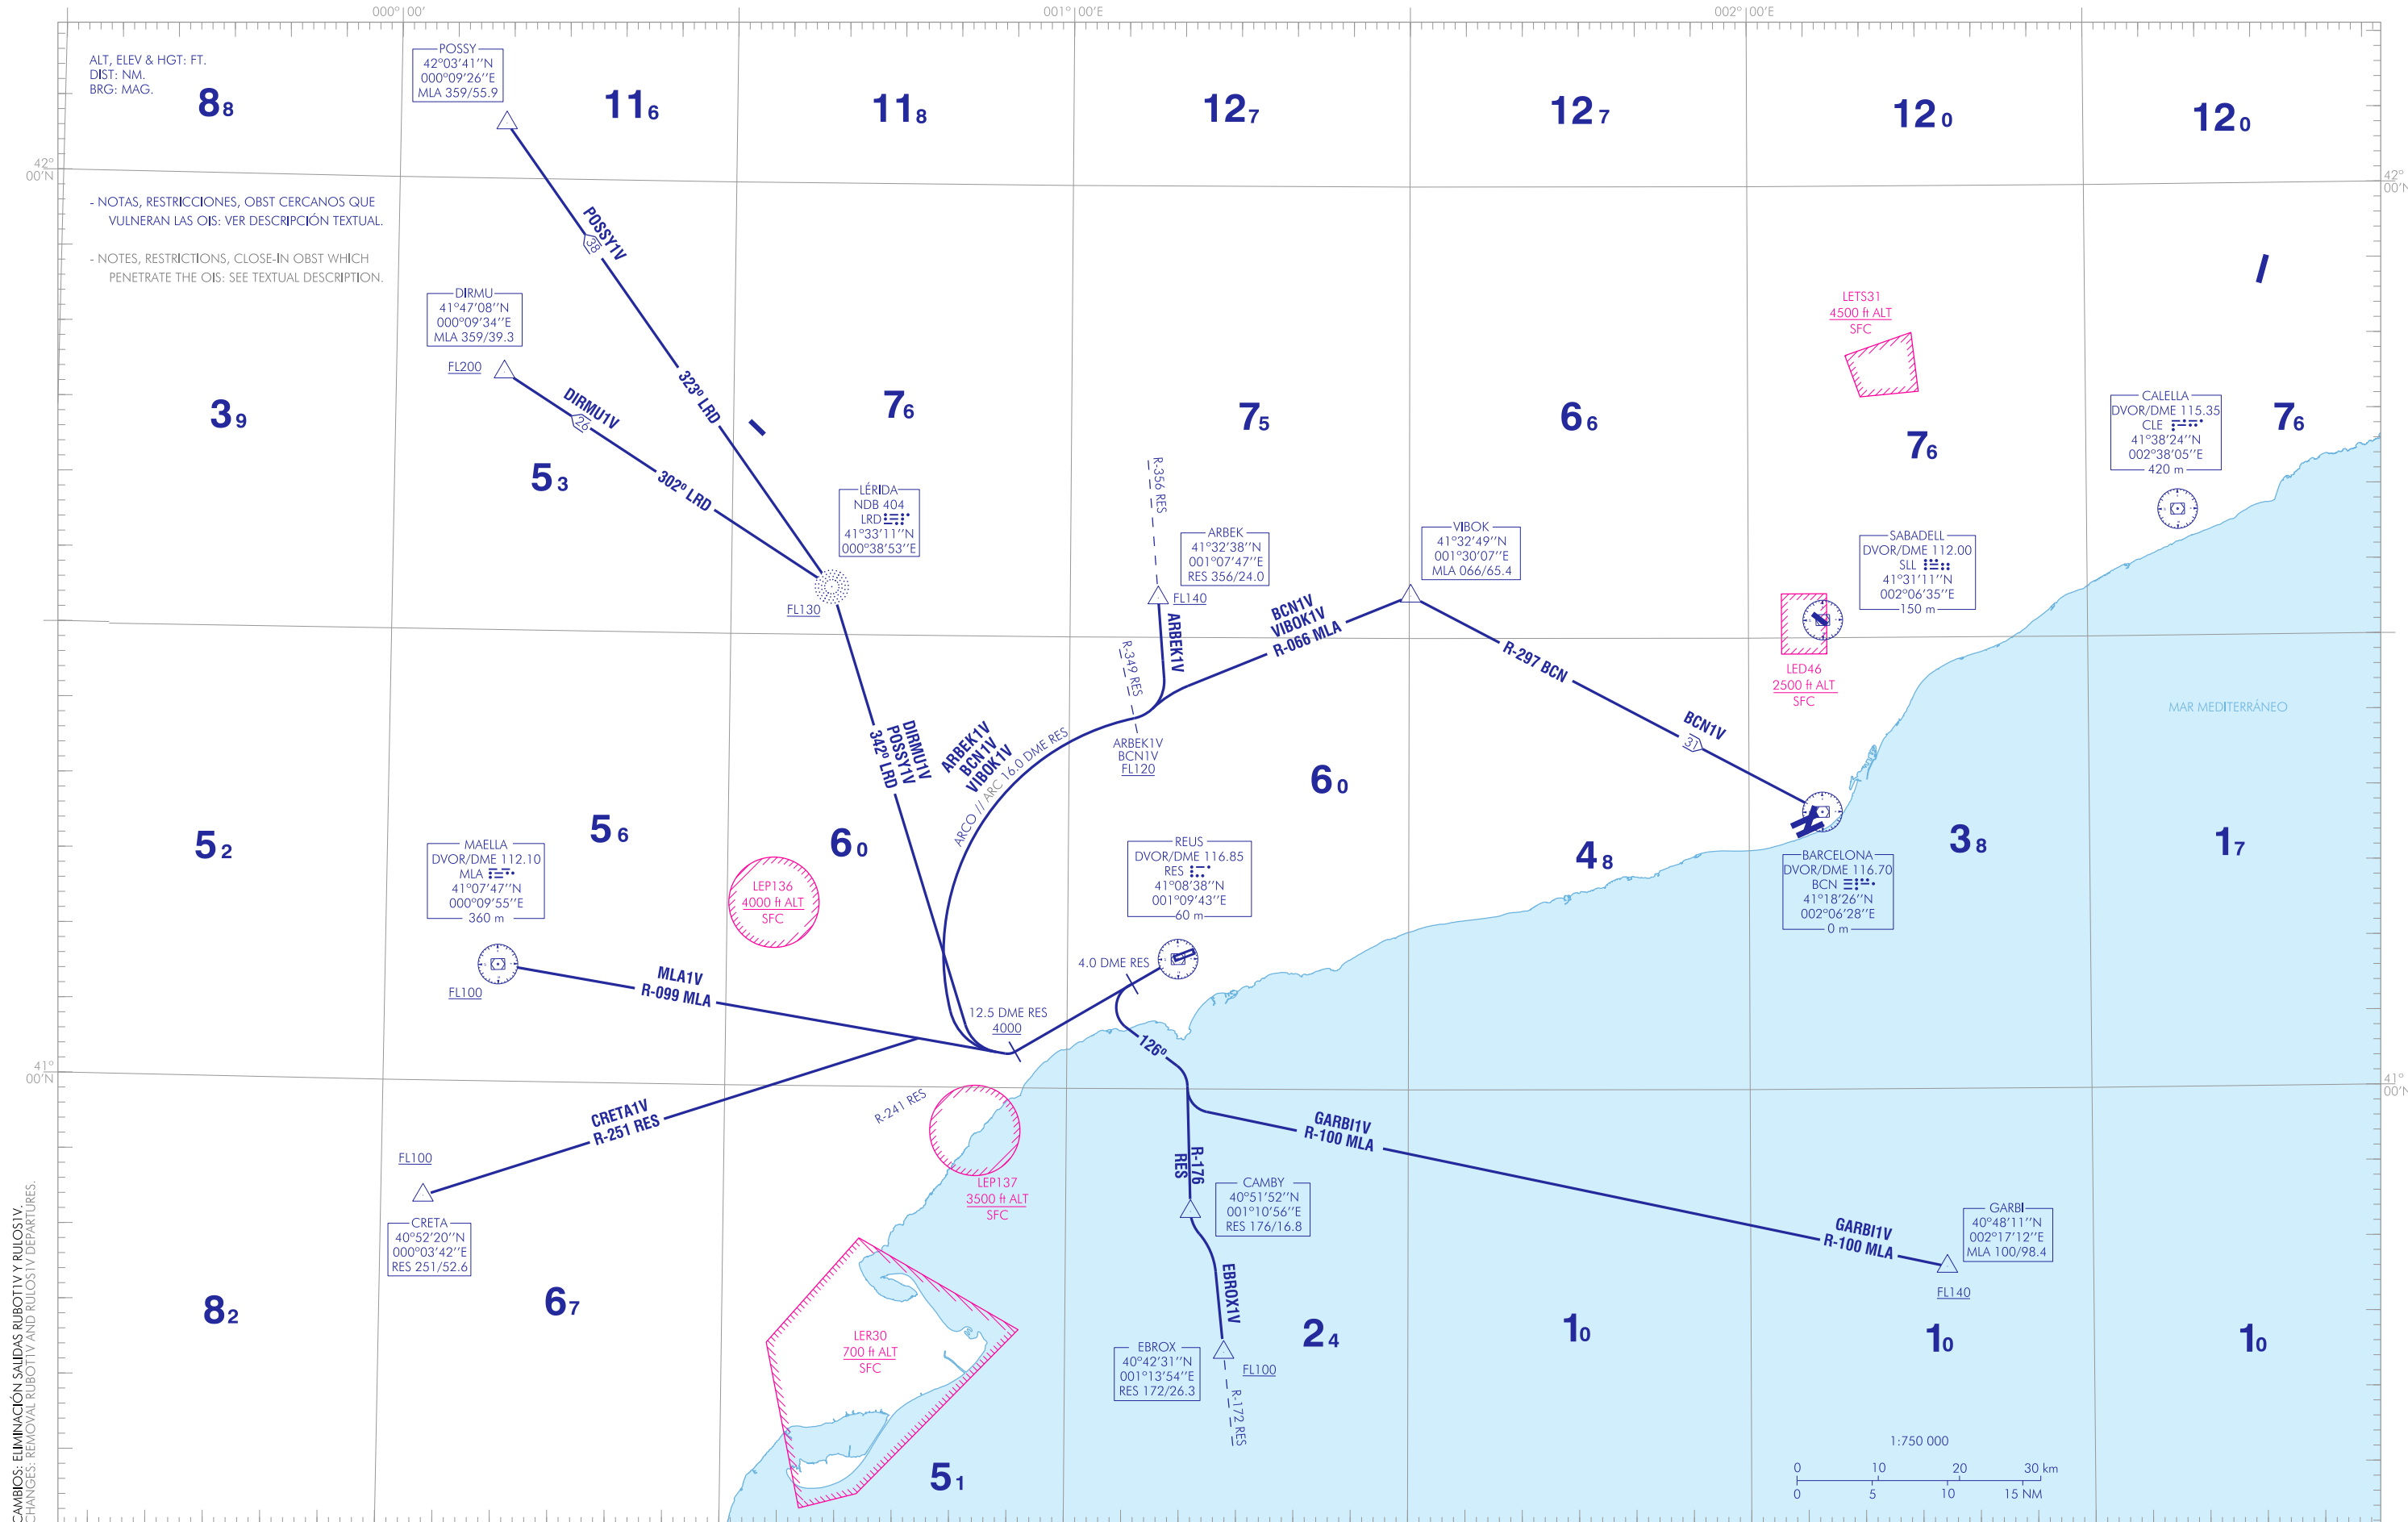 000° 00'
001° 00'E
002° 00'E
ALT, ELEV & HGT: FT.
DIST: NM.
BRG: MAG.
POSSY
42°03'41''N
000°09'26''E
MLA 359/55.9
8 8
11 6
11 8
12 7
12 7
12 0
12 0
42°
00'N
42°
00'N
- NOTAS, RESTRICCIONES, OBST CERCANOS QUE
VULNERAN LAS OIS: VER DESCRIPCIÓN TEXTUAL.
- NOTES, RESTRICTIONS, CLOSE-IN OBST WHICH
PENETRATE THE OIS: SEE TEXTUAL DESCRIPTION.
POSSY1V
38
323º LRD
DIRMU
41°47'08''N
000°09'34''E
MLA 359/39.3
FL200
DIRMU1V
26
302º LRD
LETS31
4500 ft ALT
SFC
3 9
5 3
7 6
7 5
6 6
7 6
7 6
CALELLA
DVOR/DME 115.35
CLE
41°38'24''N
002°38'05''E
420 m
LÉRIDA
NDB 404
LRD
41°33'11''N
000°38'53''E
FL130
R-356 RES
ARBEK
41°32'38''N
001°07'47''E
RES 356/24.0
FL140
ARBEK1V
VIBOK
41°32'49''N
001°30'07''E
MLA 066/65.4
BCN1V
VIBOK1V
R-066 MLA
R-297 BCN
BCN1V
31
SABADELL
DVOR/DME 112.00
SLL
41°31'11''N
002°06'35''E
150 m
LED46
2500 ft ALT
SFC
MAR MEDITERRÁNEO
R-349 RES
ARBEK1V
BCN1V
FL120
DIRMU1V
POSSY1V
342º LRD
ARBEK1V
BCN1V
VIBOK1V
ARCO // ARC 16.0 DME RES
5 2
5 6
6 0
6 0
4 8
3 8
1 7
MAELLA
DVOR/DME 112.10
MLA
41°07'47''N
000°09'55''E
360 m
FL100
LEP136
4000 ft ALT
SFC
REUS
DVOR/DME 116.85
RES
41°08'38''N
001°09'43''E
60 m
BARCELONA
DVOR/DME 116.70
BCN
41°18'26''N
002°06'28''E
0 m
MLA1V
R-099 MLA
4.0 DME RES
12.5 DME RES
4000
126º
41°
00'N
41°
00'N
CRETA1V
R-251 RES
R-241 RES
FL100
CRETA
40°52'20''N
000°03'42''E
RES 251/52.6
LEP137
3500 ft ALT
SFC
R-176
RES
GARBI1V
R-100 MLA
GARBI1V
R-100 MLA
CAMBY
40°51'52''N
001°10'56''E
RES 176/16.8
GARBI
40°48'11''N
002°17'12''E
MLA 100/98.4
FL140
EBROX1V
EBROX
40°42'31''N
001°13'54''E
RES 172/26.3
FL100
R-172 RES
LER30
700 ft ALT
SFC
8 2
6 7
5 1
2 4
1 0
1 0
1 0
1:750 000
0 10 20 30 km
0 5 10 15 NM
CAMBIOS: ELIMINACIÓN SALIDAS RUBOT1V Y RULOS1V.
CHANGES: REMOVAL RUBOT1V AND RULOS1V DEPARTURES.